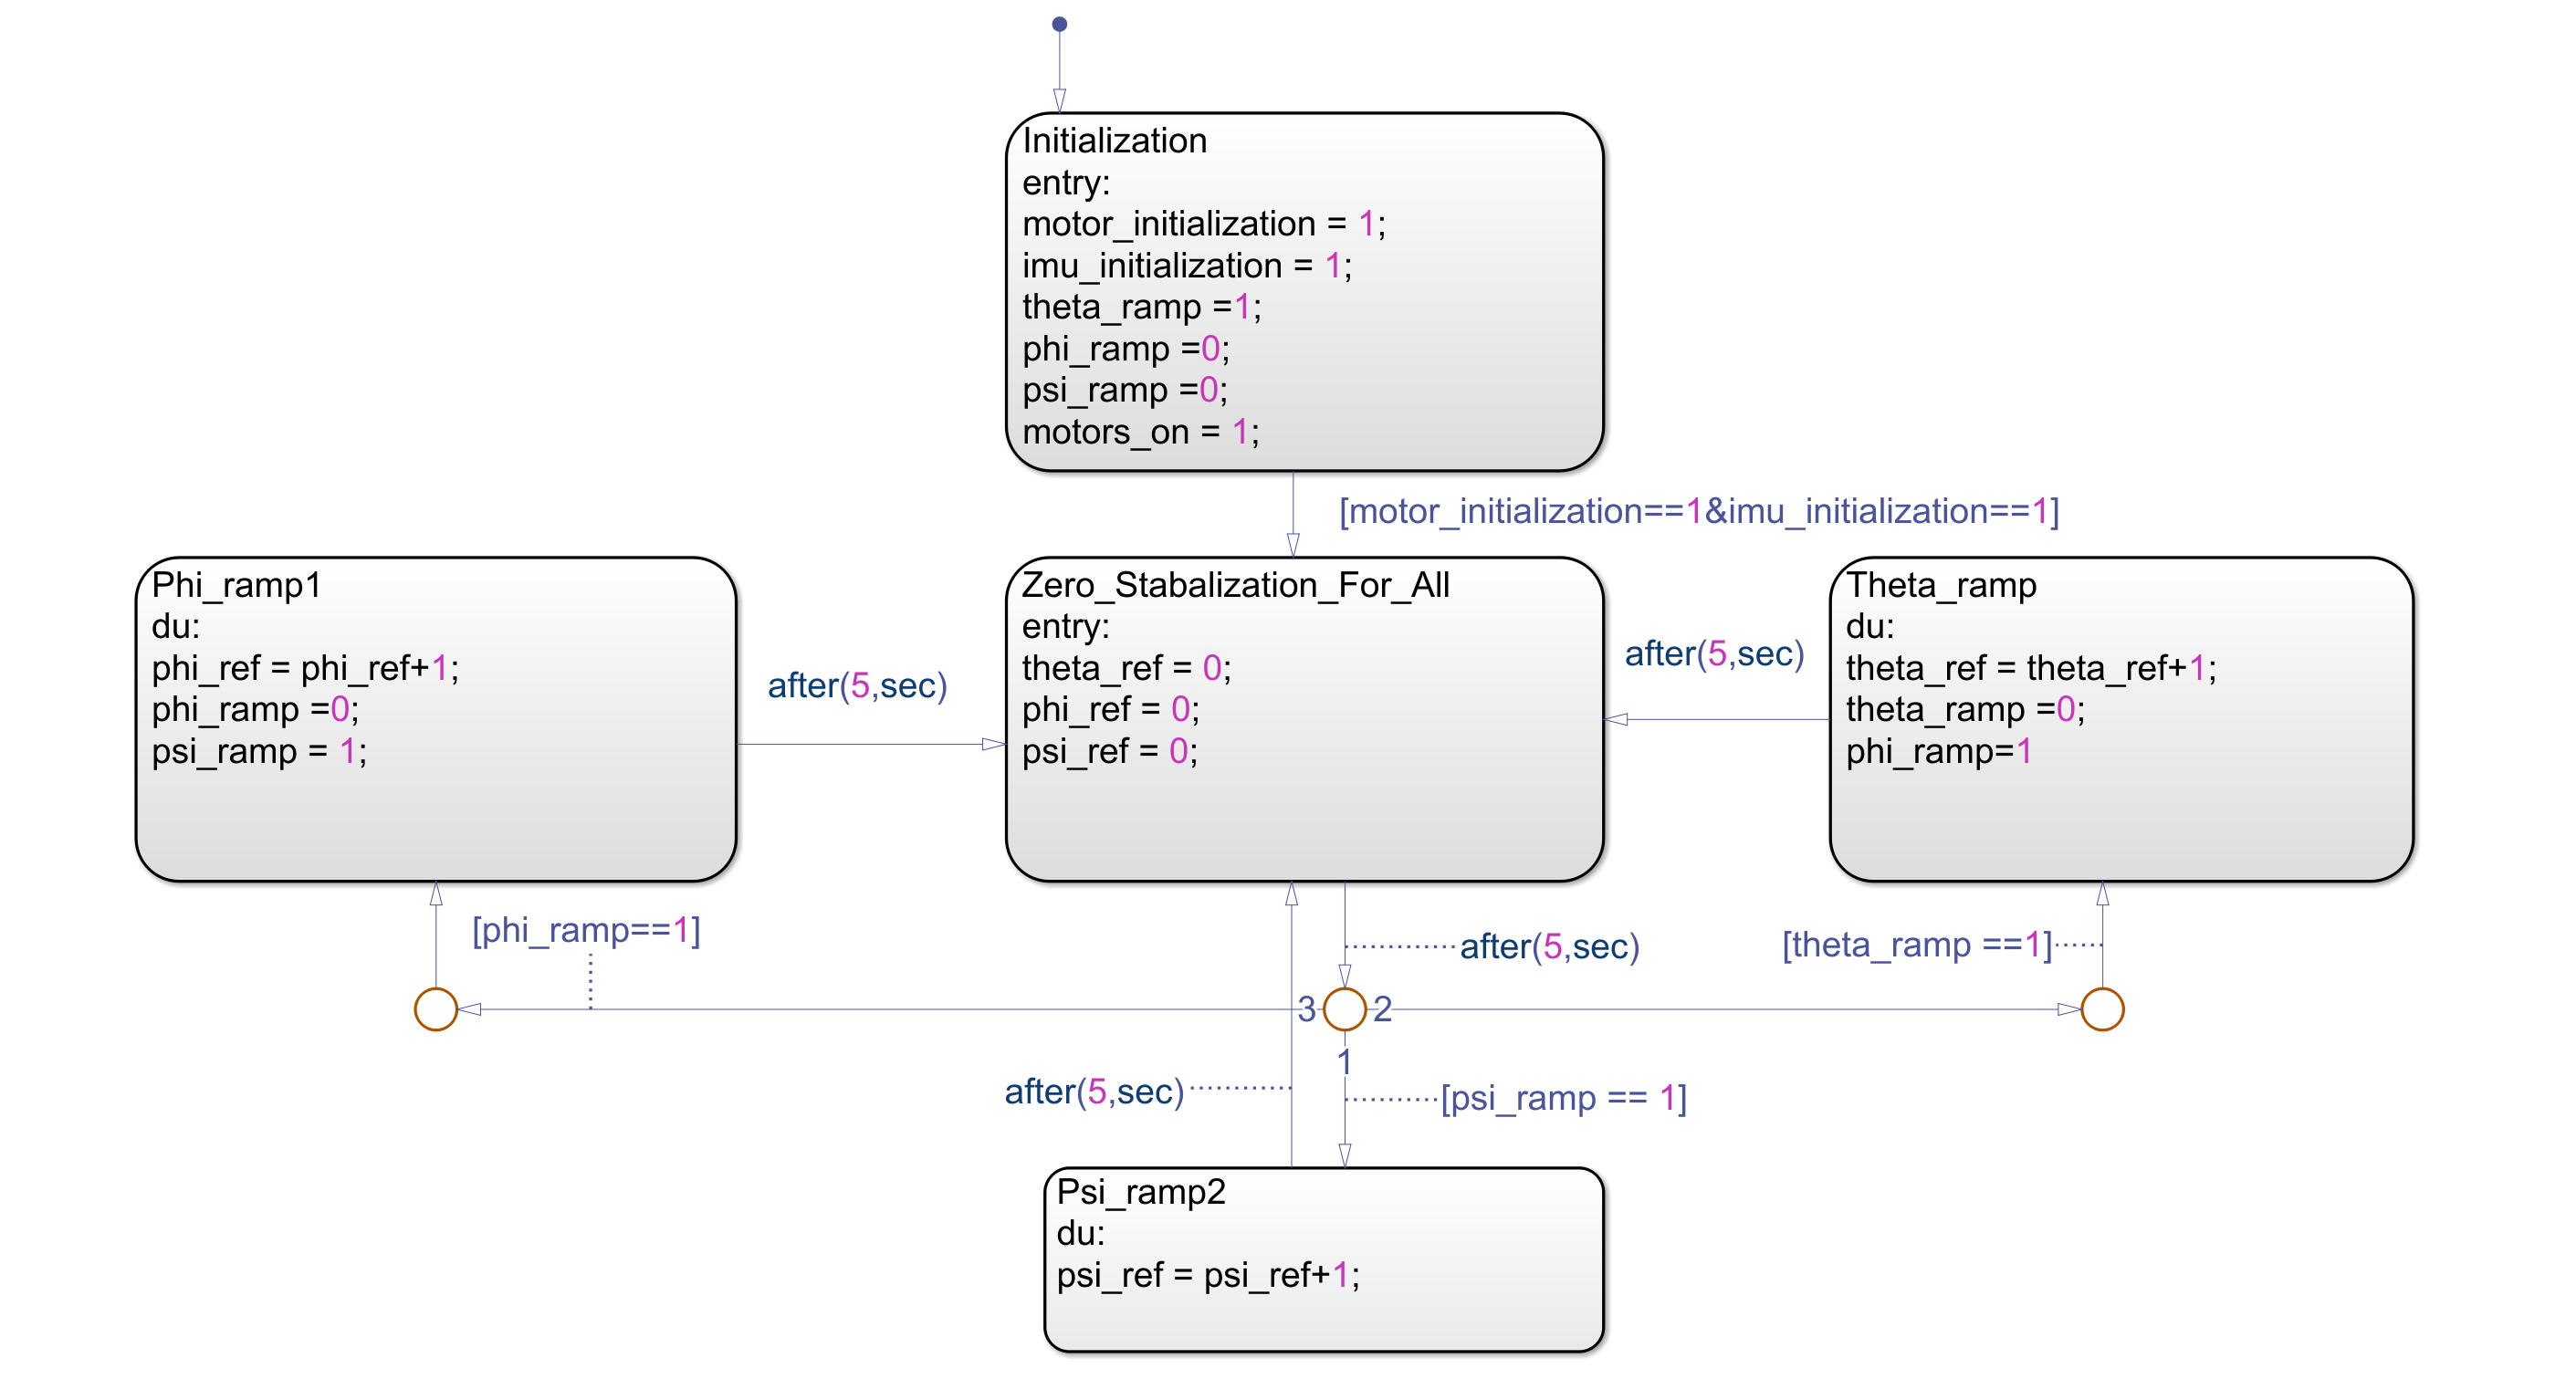 Initialization
entry:
motor_initialization = 1;
imu_initialization = 1;
theta_ramp =1;
phi_ramp =0;
psi_ramp =0;
motors_on = 1;
[motor_initialization==1&imu_initialization==1]
Phi_ramp1
du:
phi_ref = phi_ref+1;
phi_ramp =0;
psi_ramp = 1;
after(5,sec)
Zero_Stabalization_For_All
entry:
theta_ref = 0;
phi_ref = 0;
psi_ref = 0;
after(5,sec)
Theta_ramp
du:
theta_ref = theta_ref+1;
theta_ramp =0;
phi_ramp=1
[phi_ramp==1]
after(5,sec)
[theta_ramp ==1]
3
2
1
after(5,sec)
[psi_ramp == 1]
Psi_ramp2
du:
psi_ref = psi_ref+1;